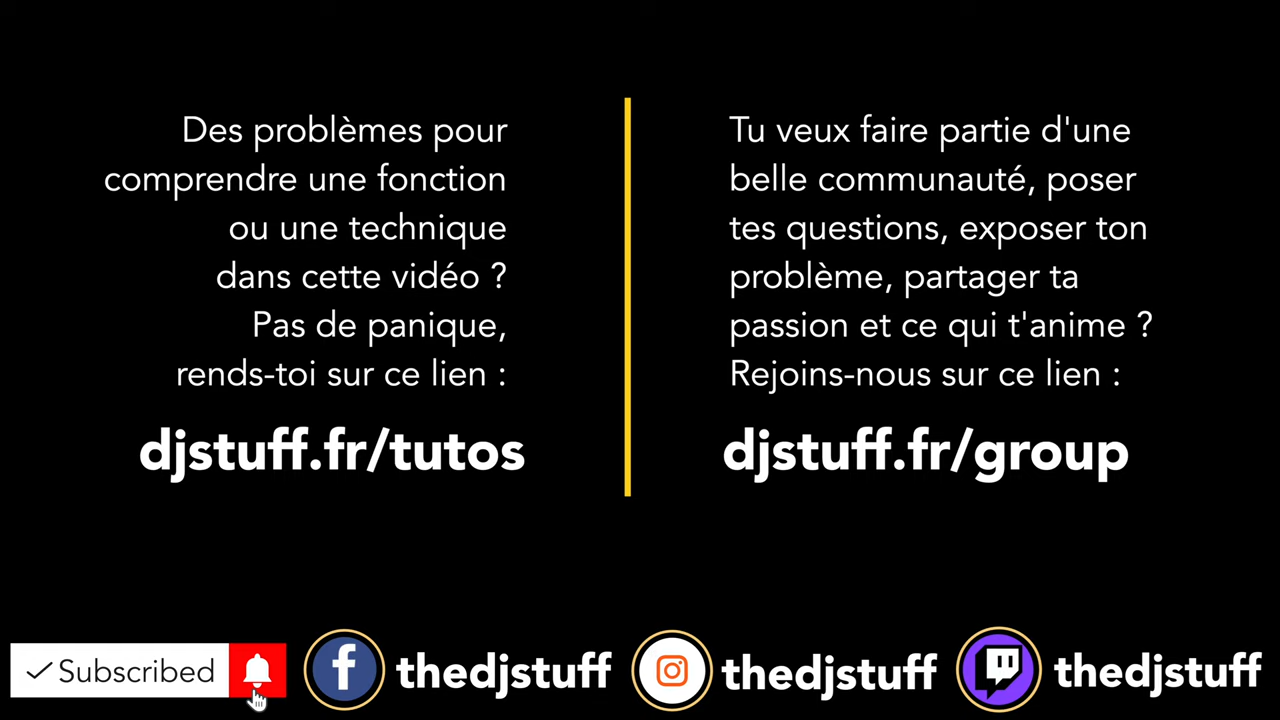 Des problèmes pour
comprendre une fonction
ou une technique
dans cette vidéo ?
Pas de panique,
rends-toi sur ce lien :
djstuff.fr/tutos
Tu veux faire partie d'une
belle communauté, poser
tes questions, exposer ton
problème, partager ta
passion et ce qui t'anime ?
Rejoins-nous sur ce lien :
djstuff.fr/group
Subscribed
thedjstuff
thedjstuff
thedjstuff